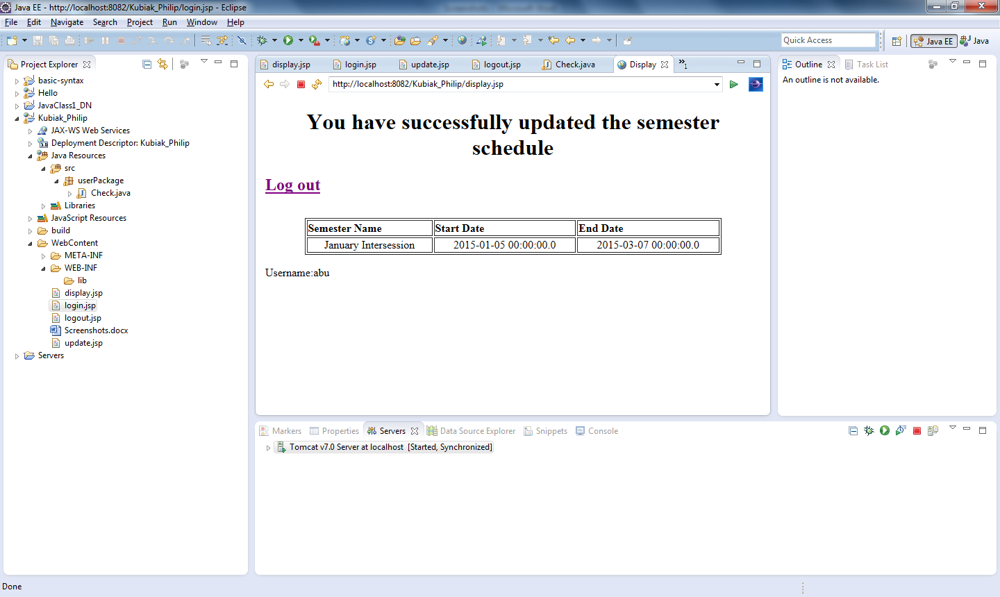 Java EE - http://localhost:8082/Kubiak_Philip/login.jsp - Eclipse
File Edit Navigate Search Project Run Window Help
Quick Access
Java EE
Java
Project Explorer
basic-syntax
Hello
JavaClass1_DN
Kubiak_Philip
JAX-WS Web Services
Deployment Descriptor: Kubiak_Philip
3.0
Java Resources
src
userPackage
Check.java
Libraries
JavaScript Resources
build
WebContent
META-INF
WEB-INF
lib
display.jsp
login.jsp
logout.jsp
Screenshots.docx
update.jsp
Servers
display.jsp login.jsp update.jsp logout.jsp Check.java Display »1
http://localhost:8082/Kubiak_Philip/display.jsp
You have successfully updated the semester
schedule
Log out
Semester Name Start Date End Date
January Intersession 2015-01-05 00:00:00.0 2015-03-07 00:00:00.0
Username:abu
Outline Task List
An outline is not available.
Markers Properties Servers Data Source Explorer Snippets Console
Tomcat v7.0 Server at localhost [Started, Synchronized]
Done